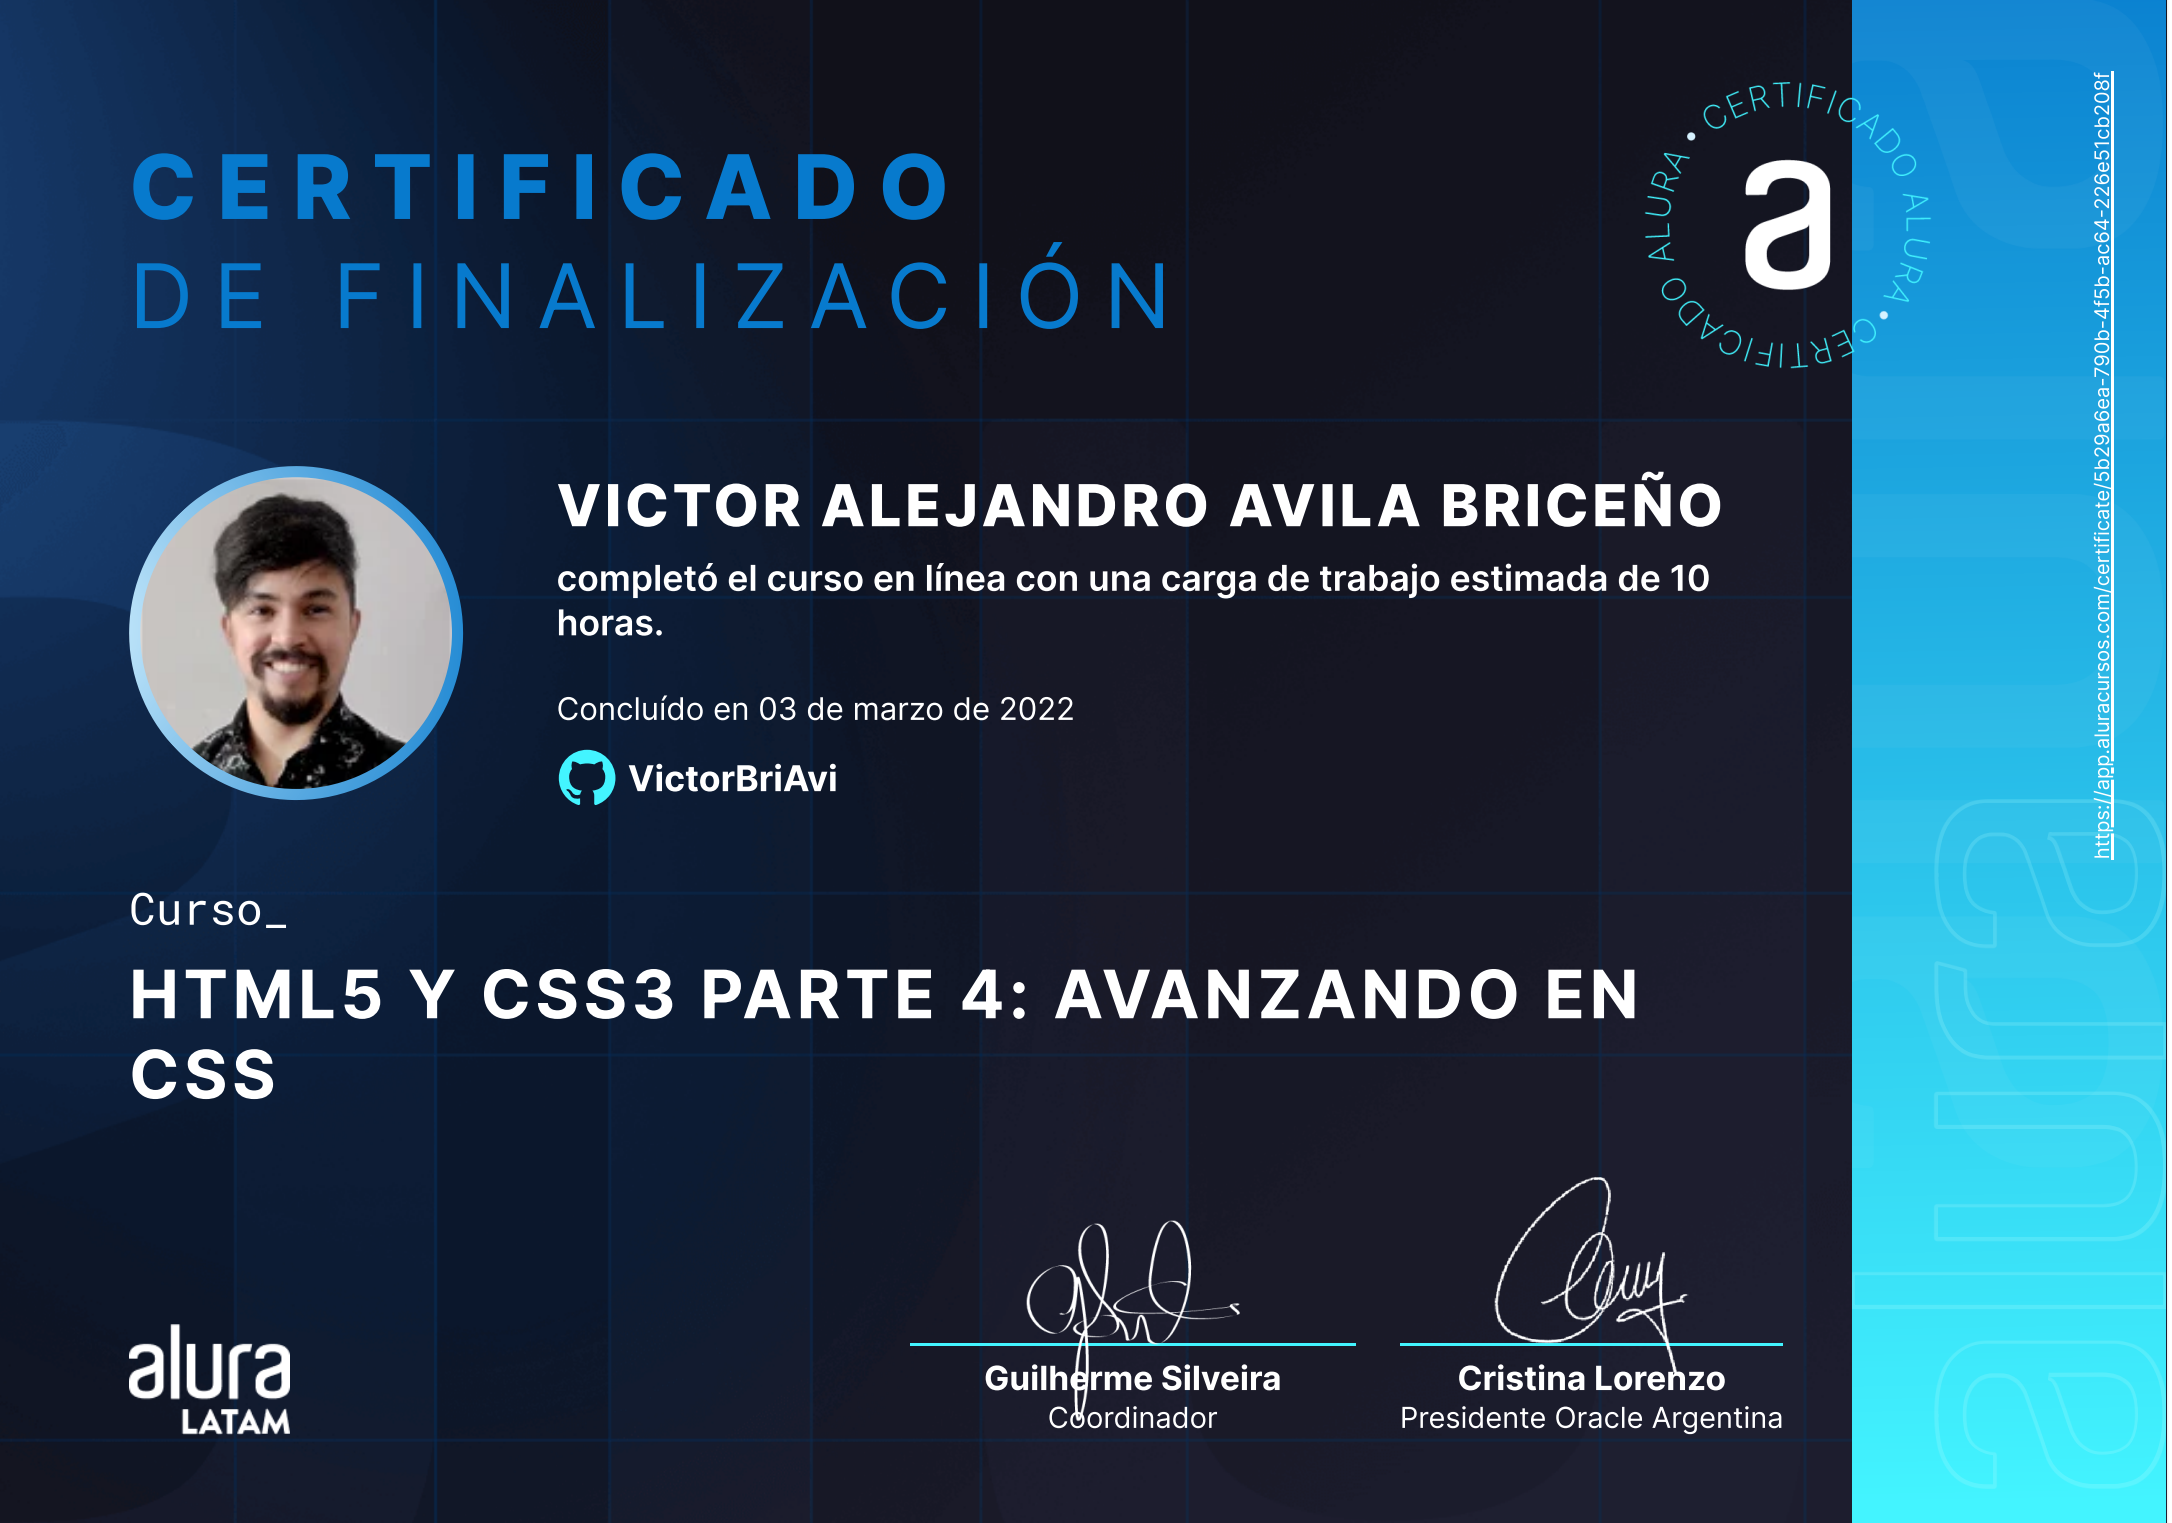 CERTIFICADO
DE FINALIZACIÓN
CERTIFICADO ALURA • CERTIFICADO ALURA •
a
VICTOR ALEJANDRO AVILA BRICEÑO
completó el curso en línea con una carga de trabajo estimada de 10
horas.
Concluído en 03 de marzo de 2022
VictorBriAvi
Curso_
HTML5 Y CSS3 PARTE 4: AVANZANDO EN
CSS
alura
LATAM
Guilherme Silveira
Coordinador
Cristina Lorenzo
Presidente Oracle Argentina
https://app.aluracursos.com/certificate/5b29a6ea-790b-4f5b-ac64-226e51cb208f
alura